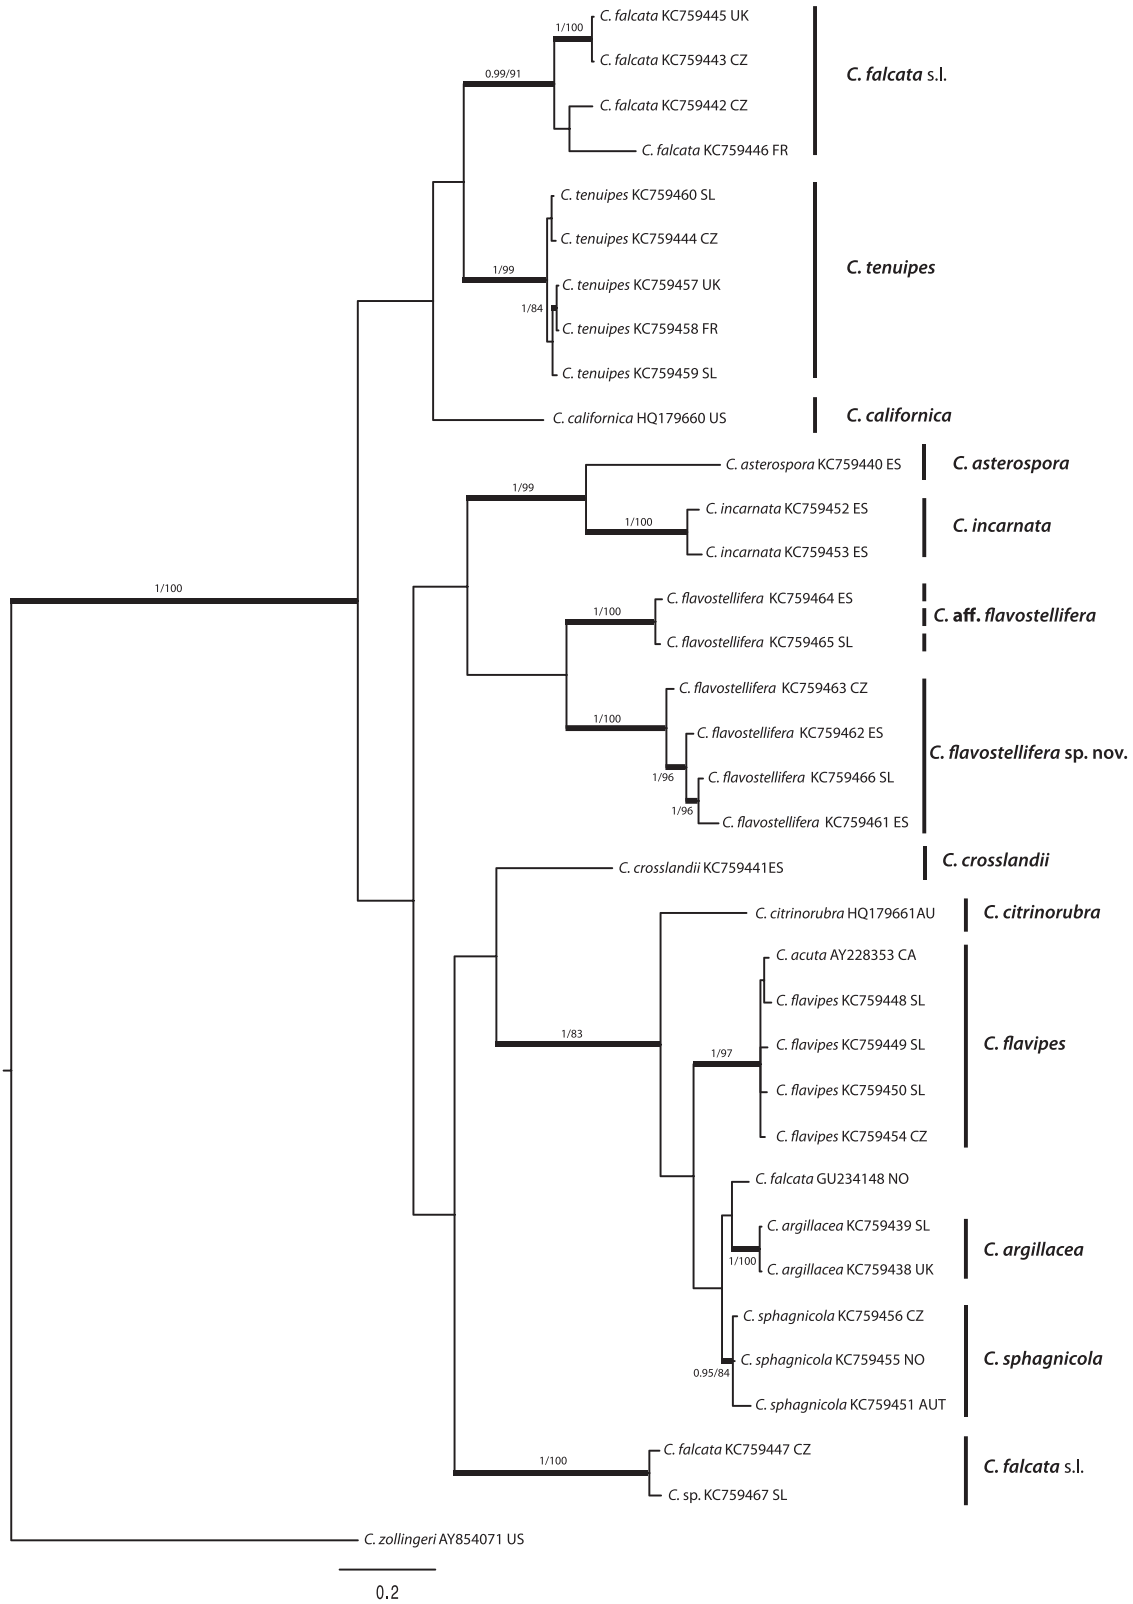 C. falcata KC759445 UK
1/100
C. falcata KC759443 CZ
0.99/91
C. falcata s.l.
C. falcata KC759442 CZ
C. falcata KC759446 FR
C. tenuipes KC759460 SL
C. tenuipes KC759444 CZ
1/99
C. tenuipes
C. tenuipes KC759457 UK
1/84
C. tenuipes KC759458 FR
C. tenuipes KC759459 SL
C. californica HQ179660 US
C. californica
C. asterospora KC759440 ES
C. asterospora
1/99
C. incarnata KC759452 ES
1/100
C. incarnata
C. incarnata KC759453 ES
1/100
C. flavostellifera KC759464 ES
1/100
C. aff. flavostellifera
C. flavostellifera KC759465 SL
C. flavostellifera KC759463 CZ
1/100
C. flavostellifera KC759462 ES
C. flavostellifera sp. nov.
1/96
C. flavostellifera KC759466 SL
1/96
C. flavostellifera KC759461 ES
C. crosslandii KC759441ES
C. crosslandii
C. citrinorubra HQ179661AU
C. citrinorubra
C. acuta AY228353 CA
C. flavipes KC759448 SL
1/83
C. flavipes KC759449 SL
C. flavipes
1/97
C. flavipes KC759450 SL
C. flavipes KC759454 CZ
C. falcata GU234148 NO
C. argillacea KC759439 SL
C. argillacea
1/100
C. argillacea KC759438 UK
C. sphagnicola KC759456 CZ
C. sphagnicola KC759455 NO
C. sphagnicola
0.95/84
C. sphagnicola KC759451 AUT
C. falcata KC759447 CZ
1/100
C. falcata s.l.
C. sp. KC759467 SL
C. zollingeri AY854071 US
0.2